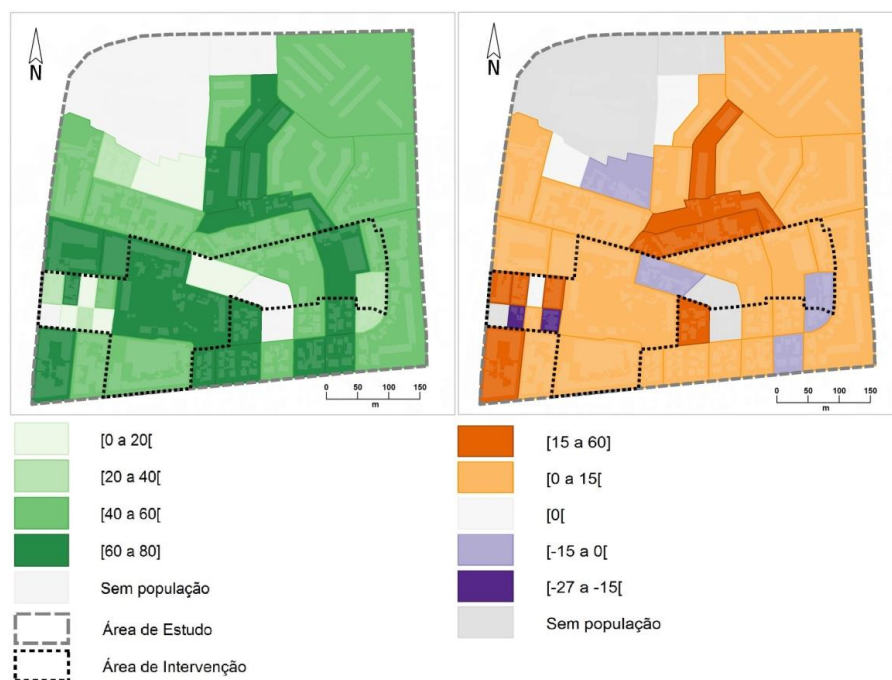 N
0 50 100 150
m
N
0 50 100 150
m
[0 a 20[
[20 a 40[
[40 a 60[
[60 a 80]
Sem população
Área de Estudo
Área de Intervenção
[15 a 60]
[0 a 15[
[0[
[-15 a 0[
[-27 a -15[
Sem população